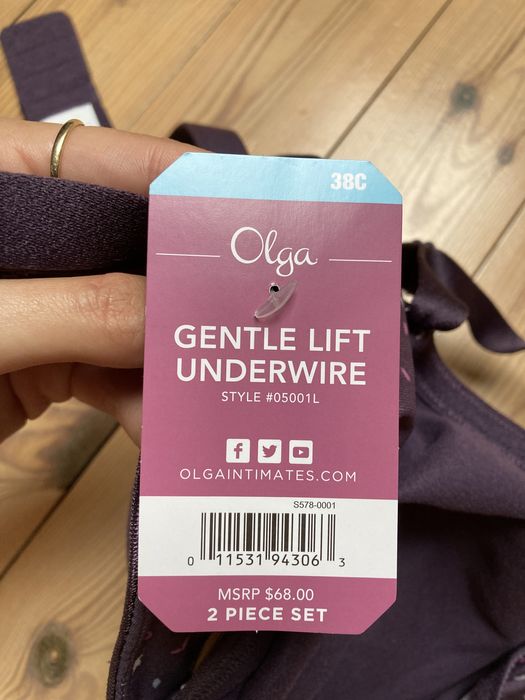 38C
Olga
GENTLE LIFT
UNDERWIRE
STYLE #05001L
OLGAINTIMATES.COM
S578-0001
0 11531 94306 3
MSRP $68.00
2 PIECE SET